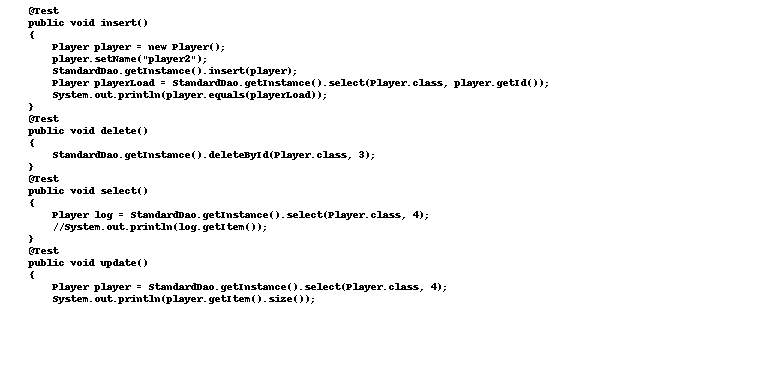 @Test
public void insert()
{
    Player player = new Player();
    player.setName("player2");
    StandardDao.getInstance().insert(player);
    Player playerLoad = StandardDao.getInstance().select(Player.class, player.getId());
    System.out.println(player.equals(playerLoad));
}
@Test
public void delete()
{
    StandardDao.getInstance().deleteById(Player.class, 3);
}
@Test
public void select()
{
    Player log = StandardDao.getInstance().select(Player.class, 4);
    //System.out.println(log.getItem());
}
@Test
public void update()
{
    Player player = StandardDao.getInstance().select(Player.class, 4);
    System.out.println(player.getItem().size());